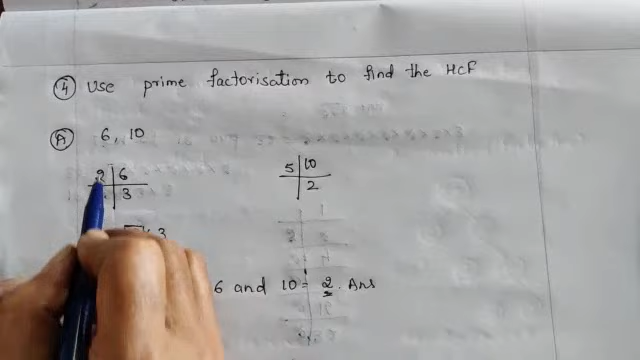 4 Use prime factorisation to find the HCF
A 6, 10
2 | 6 5 | 10
3 2
3
6 and 10 = 2. Ans